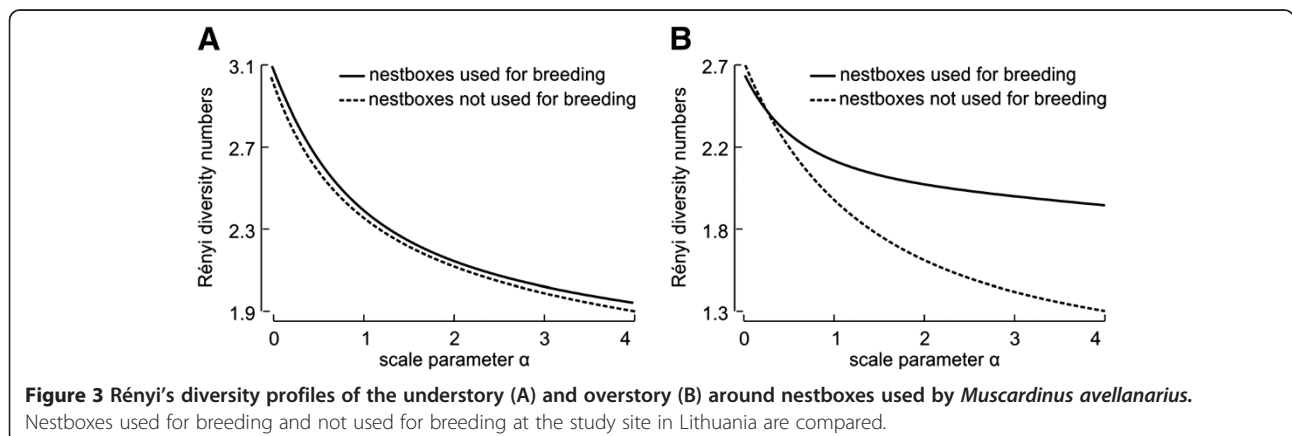 A
3.1
2.7
2.3
1.9
Rényi diversity numbers
nestboxes used for breeding
nestboxes not used for breeding
0 1 2 3 4
scale parameter α
B
2.7
2.2
1.8
1.3
Rényi diversity numbers
nestboxes used for breeding
nestboxes not used for breeding
0 1 2 3 4
scale parameter α
Figure 3 Rényi's diversity profiles of the understory (A) and overstory (B) around nestboxes used by Muscardinus avellanarius.
Nestboxes used for breeding and not used for breeding at the study site in Lithuania are compared.